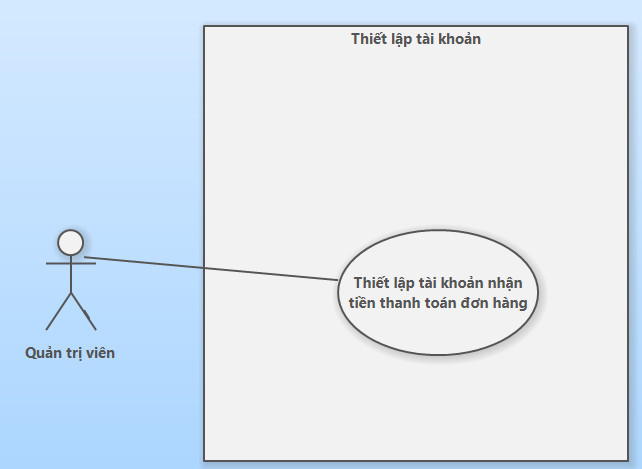 Thiết lập tài khoản
Thiết lập tài khoản nhận
tiền thanh toán đơn hàng
Quản trị viên